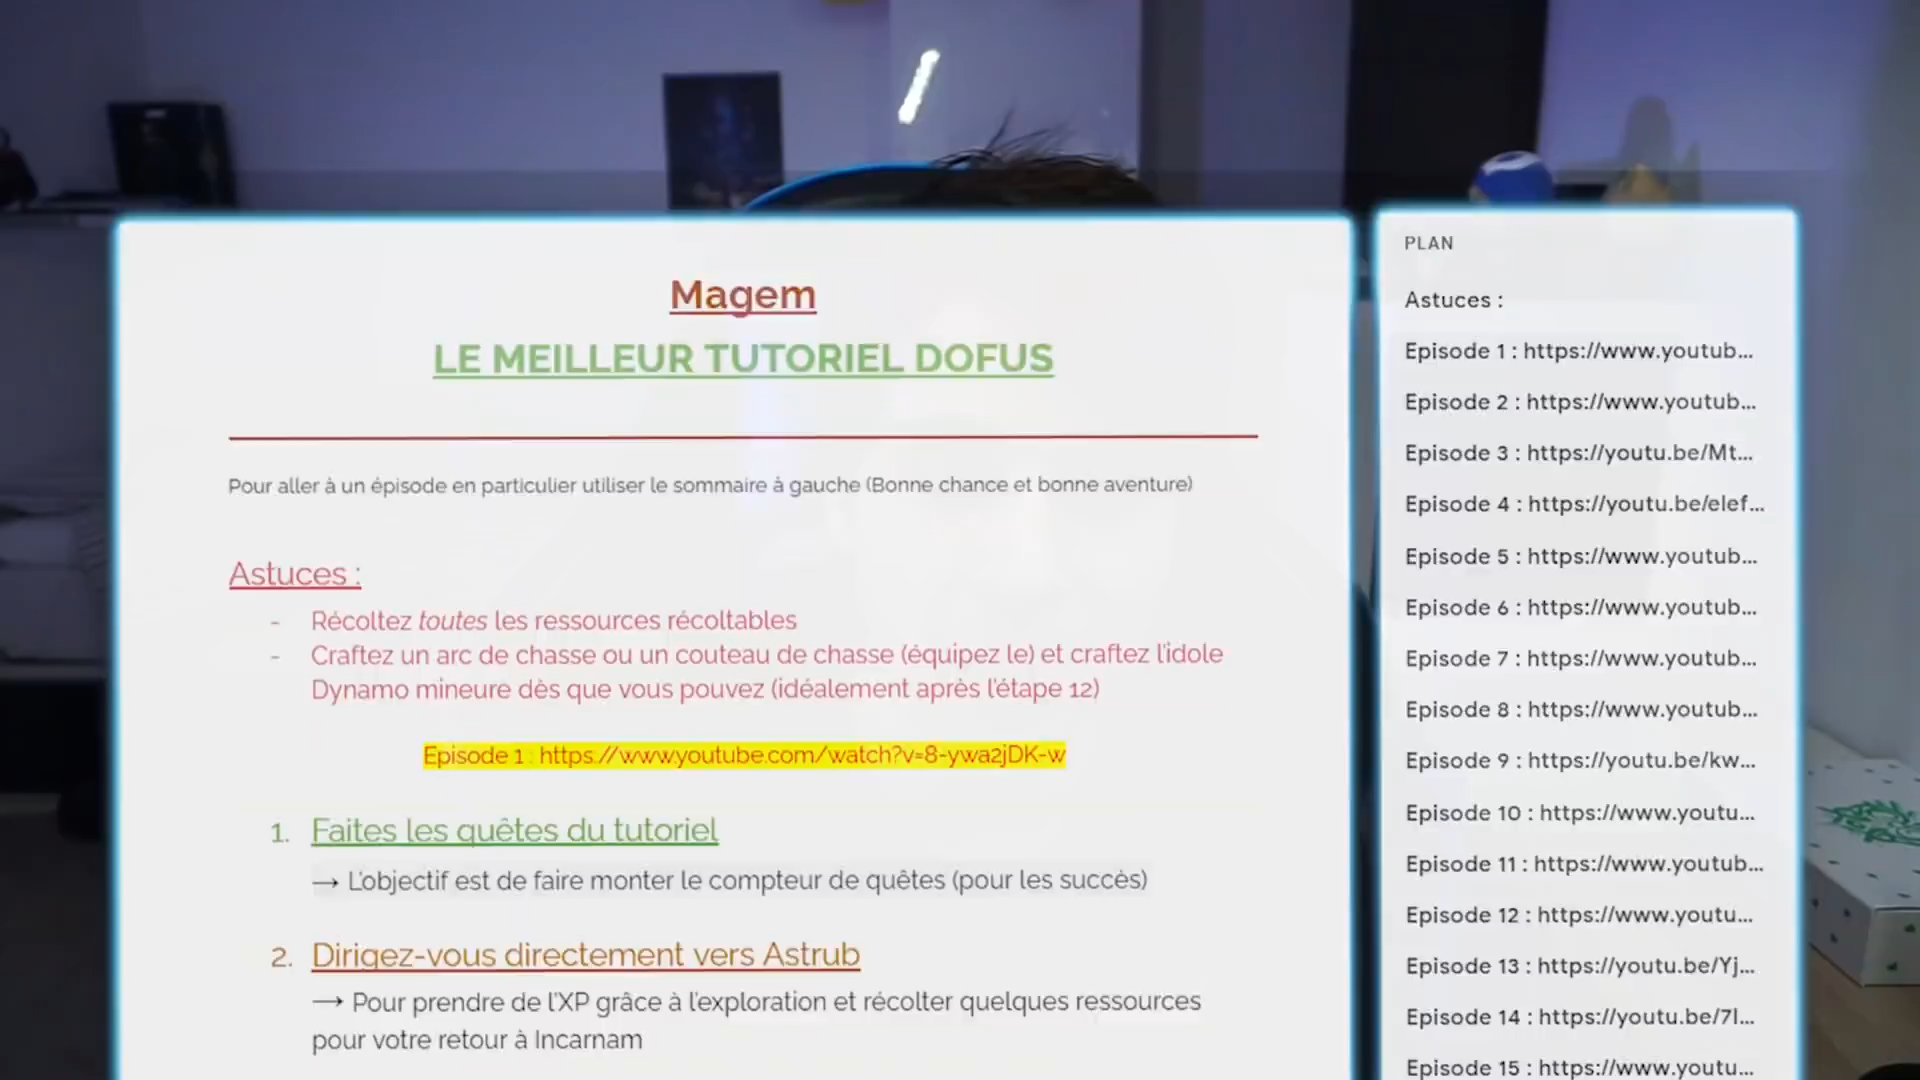 Magem
LE MEILLEUR TUTORIEL DOFUS
Pour aller à un épisode en particulier utiliser le sommaire à gauche (Bonne chance et bonne aventure)
Astuces :
- Récoltez toutes les ressources récoltables
- Craftez un arc de chasse ou un couteau de chasse (équipez le) et craftez l'idole
Dynamo mineure dès que vous pouvez (idéalement après l'étape 12)
Episode 1 : https://www.youtube.com/watch?v=8-ywa2jDK-w
1. Faites les quêtes du tutoriel
→ L'objectif est de faire monter le compteur de quêtes (pour les succès)
2. Dirigez-vous directement vers Astrub
→ Pour prendre de l'XP grâce à l'exploration et récolter quelques ressources
pour votre retour à Incarnam
PLAN
Astuces :
Episode 1 : https://www.youtub...
Episode 2 : https://www.youtub...
Episode 3 : https://youtu.be/Mt...
Episode 4 : https://youtu.be/elef...
Episode 5 : https://www.youtub...
Episode 6 : https://www.youtub...
Episode 7 : https://www.youtub...
Episode 8 : https://www.youtub...
Episode 9 : https://youtu.be/kw...
Episode 10 : https://www.youtu...
Episode 11 : https://www.youtub...
Episode 12 : https://www.youtu...
Episode 13 : https://youtu.be/Yj...
Episode 14 : https://youtu.be/7l...
Episode 15 : https://www.youtu...